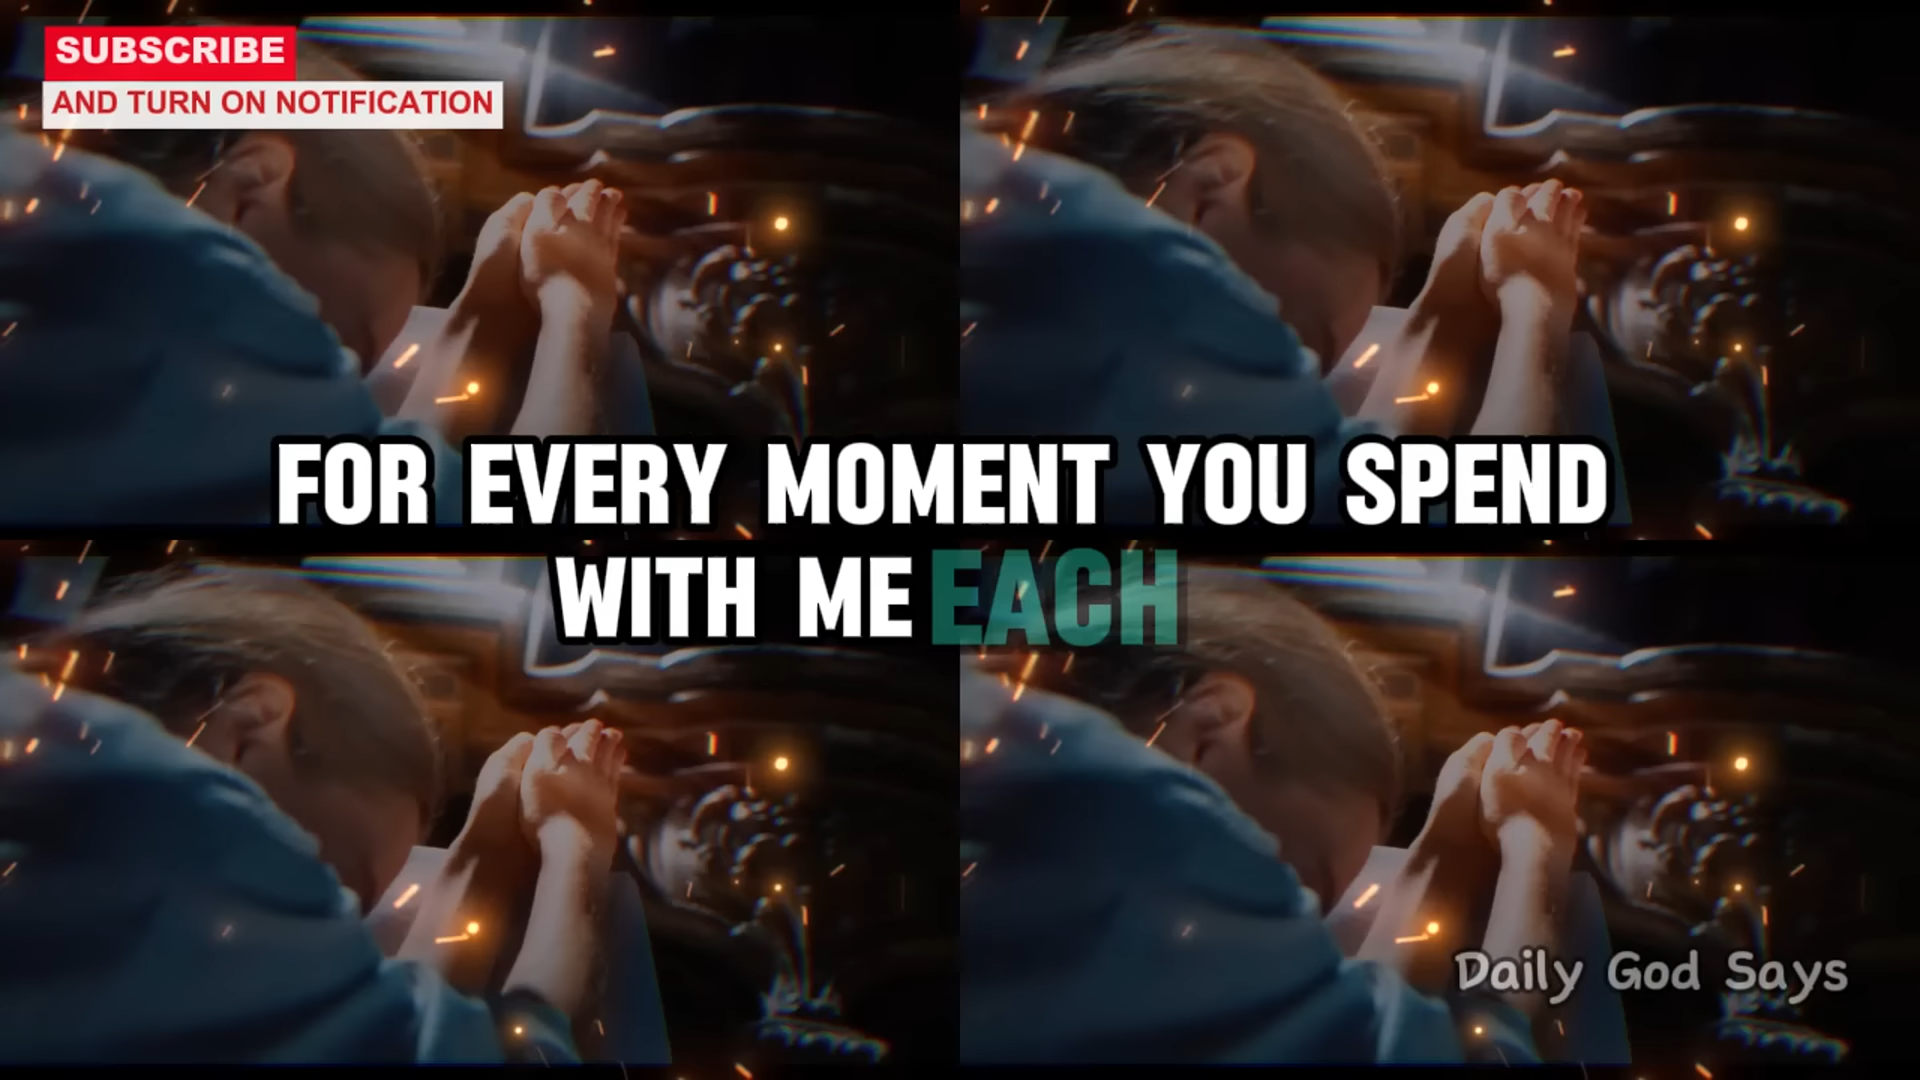 SUBSCRIBE
AND TURN ON NOTIFICATION
FOR EVERY MOMENT YOU SPEND
WITH ME EACH
Daily God Says